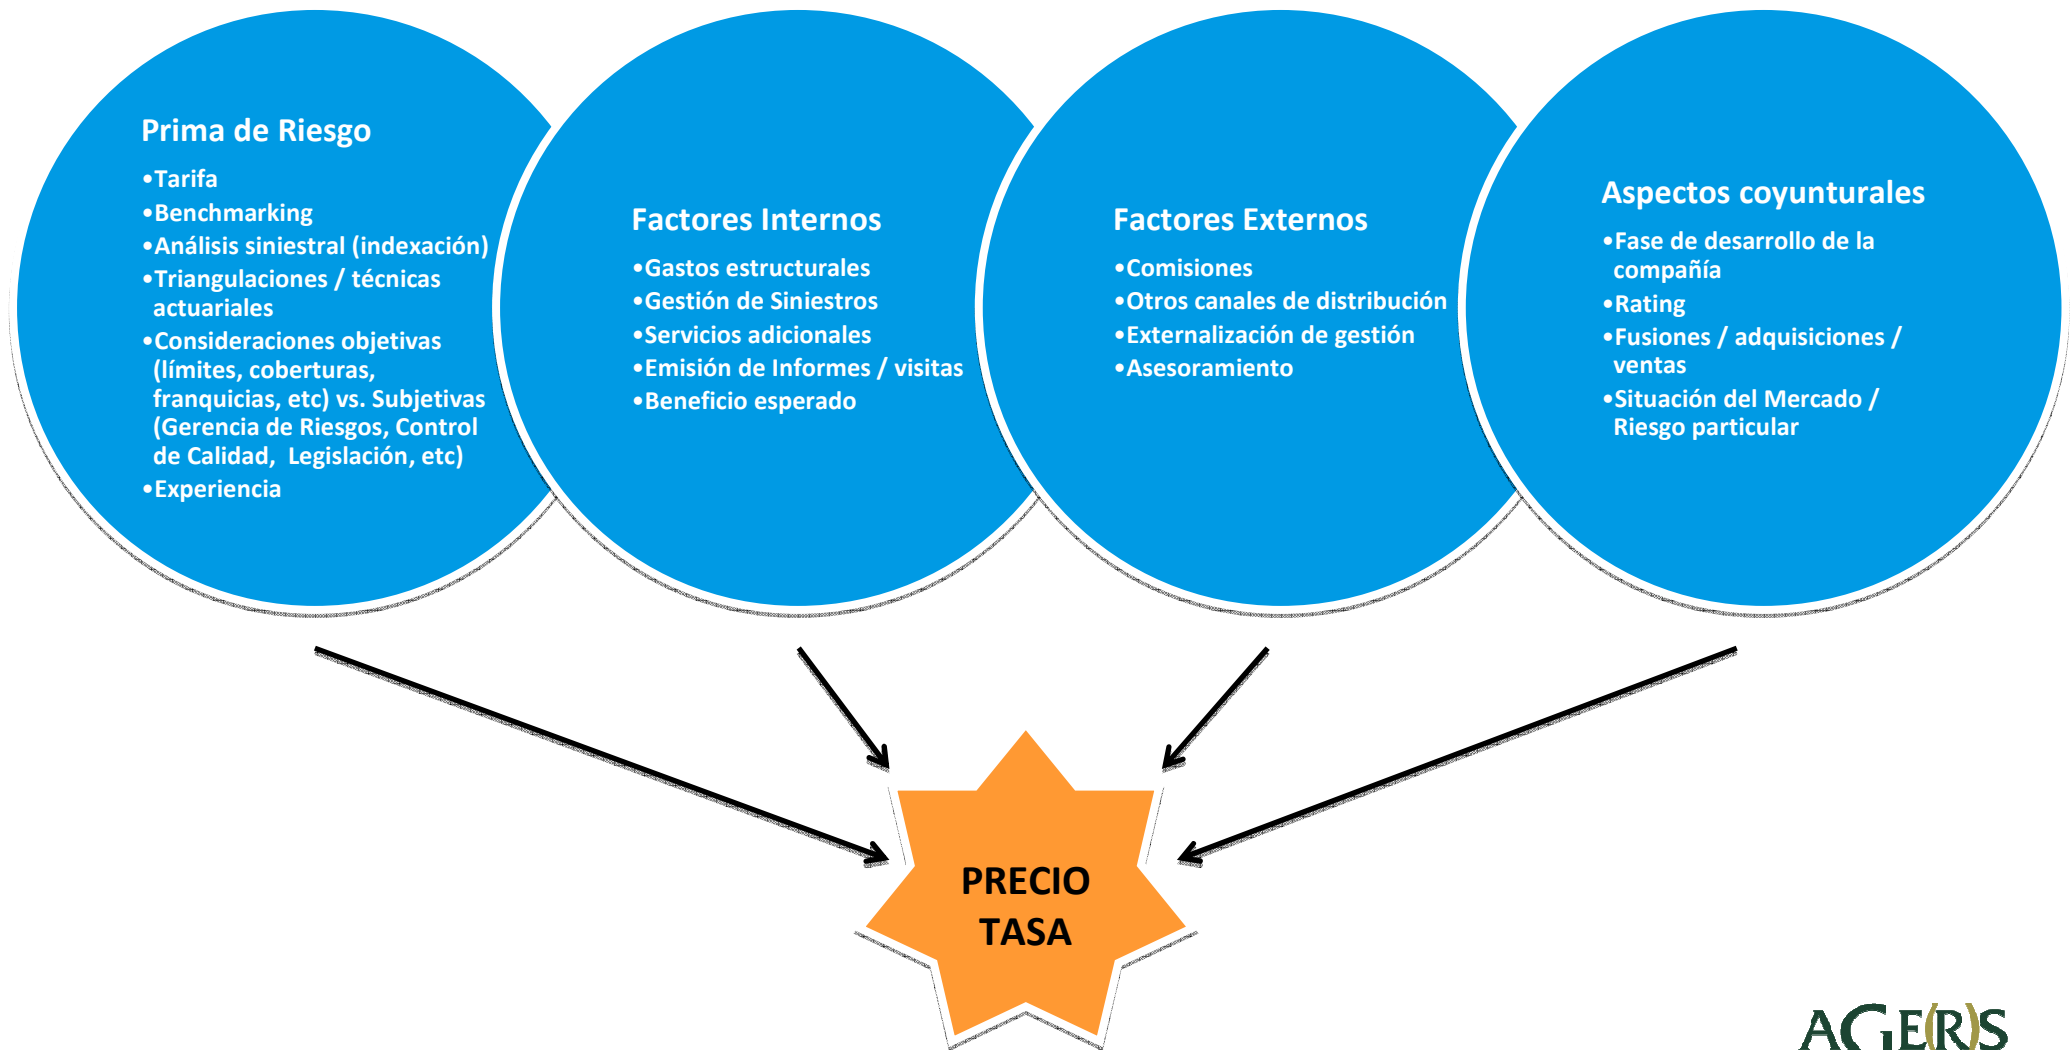 Prima de Riesgo
•Tarifa
•Benchmarking
•Análisis siniestral (indexación)
•Triangulaciones / técnicas
actuariales
•Consideraciones objetivas
(límites, coberturas,
franquicias, etc) vs. Subjetivas
(Gerencia de Riesgos, Control
de Calidad,  Legislación, etc)
•Experiencia
Factores Internos
•Gastos estructurales
•Gestión de Siniestros
•Servicios adicionales
•Emisión de Informes / visitas
•Beneficio esperado
Factores Externos
•Comisiones
•Otros canales de distribución
•Externalización de gestión
•Asesoramiento
Aspectos coyunturales
•Fase de desarrollo de la
compañía
•Rating
•Fusiones / adquisiciones /
ventas
•Situación del Mercado /
Riesgo particular
PRECIO
TASA
AGE(R)S